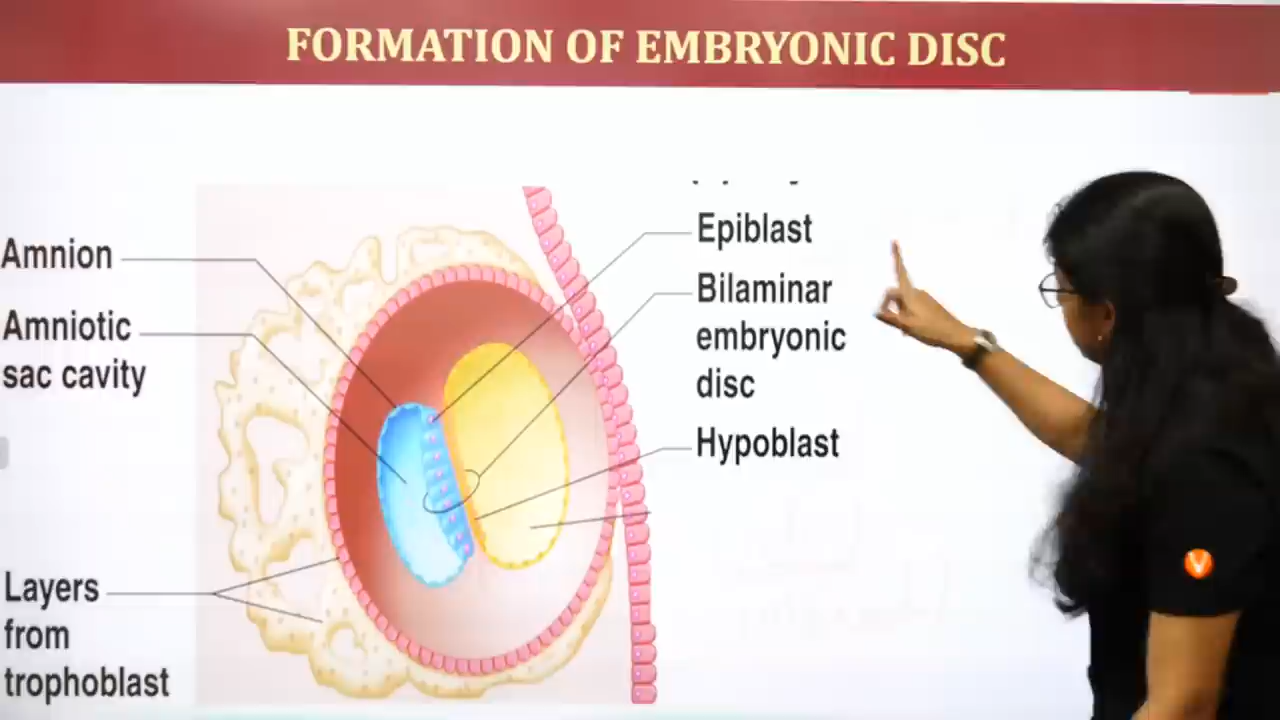 FORMATION OF EMBRYONIC DISC
Amnion
Amniotic
sac cavity
Layers
from
trophoblast
Epiblast
Bilaminar
embryonic
disc
Hypoblast
V